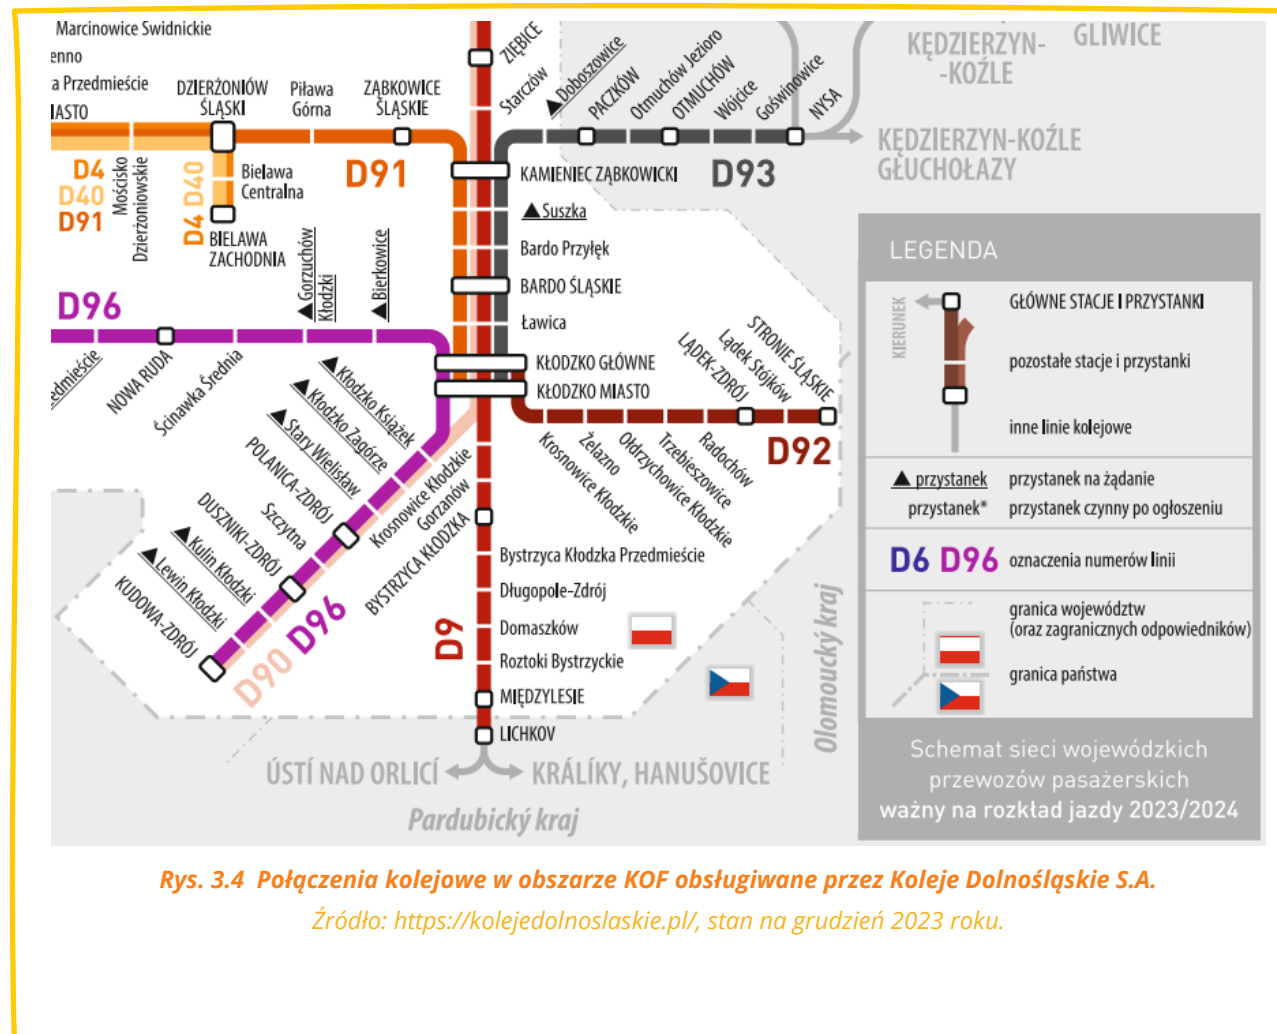 Marcinowice Swidnickie
enno
a Przedmieście
IASTO
DZIERŻONIÓW
ŚLĄSKI
Piława
Górna
ZĄBKOWICE
ŚLĄSKIE
ZIĘBICE
Starczów
▲Doboszowice
PACZKÓW
Otmuchów Jezioro
OTMUCHÓW
Wójcice
Goświnowice
NYSA
KĘDZIERZYN-
-KOŹLE
GLIWICE
KĘDZIERZYN-KOŹLE
GŁUCHOŁAZY
D4
D40
D91
Mościsko
Dzierżoniowskie
D4 D40
Bielawa
Centralna
BIELAWA
ZACHODNIA
D91
KAMIENIEC ZĄBKOWICKI
D93
▲Suszka
Bardo Przyłęk
BARDO ŚLĄSKIE
Ławica
KŁODZKO GŁÓWNE
KŁODZKO MIASTO
D96
▲Gorzuchów
Kłodzki
▲Bierkowice
edmieście
NOWA RUDA
Ścinawka Średnia
▲Kłodzko Książek
▲Kłodzko Zagórze
▲Stary Wielisław
POLANICA-ZDRÓJ
Szczytna
DUSZNIKI-ZDRÓJ
▲Kulin Kłodzki
▲Lewin Kłodzki
KUDOWA-ZDRÓJ
D90 D96
Krosnowice Kłodzkie
Gorzanów
BYSTRZYCA KŁODZKA
Krosnowice Kłodzkie
Żelazno
Ołdrzychowice Kłodzkie
Trzebieszowice
Radochów
LĄDEK-ZDRÓJ
Lądek Stójków
STRONIE ŚLĄSKIE
D92
D9
Bystrzyca Kłodzka Przedmieście
Długopole-Zdrój
Domaszków
Roztoki Bystrzyckie
MIĘDZYLESIE
LICHKOV
ÚSTÍ NAD ORLICÍ
KRÁLÍKY, HANUŠOVICE
Pardubický kraj
Olomoucký kraj
LEGENDA
KIERUNEK
GŁÓWNE STACJE I PRZYSTANKI
pozostałe stacje i przystanki
inne linie kolejowe
▲ przystanek przystanek na żądanie
przystanek* przystanek czynny po ogłoszeniu
D6 D96 oznaczenia numerów linii
granica województw
(oraz zagranicznych odpowiedników)
granica państwa
Schemat sieci wojewódzkich
przewozów pasażerskich
ważny na rozkład jazdy 2023/2024
Rys. 3.4 Połączenia kolejowe w obszarze KOF obsługiwane przez Koleje Dolnośląskie S.A.
Źródło: https://kolejedolnoslaskie.pl/, stan na grudzień 2023 roku.